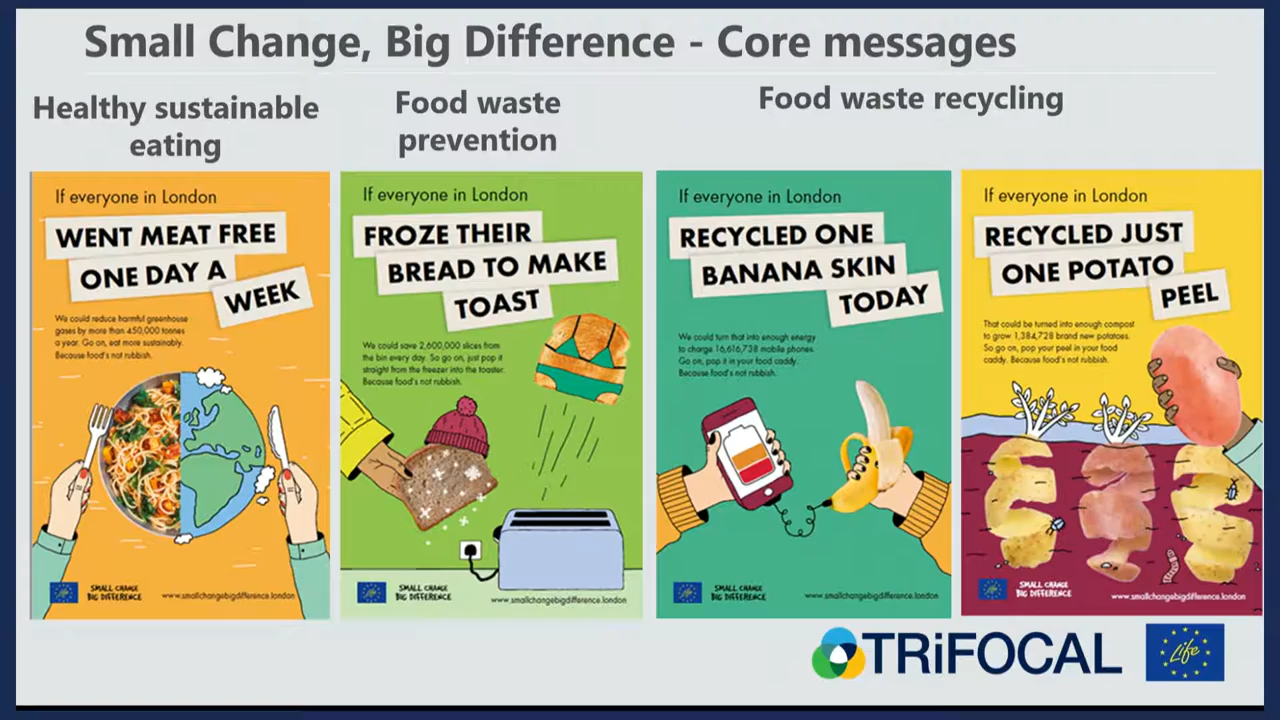 Small Change, Big Difference - Core messages
Healthy sustainable
eating
Food waste
prevention
Food waste recycling
If everyone in London
WENT MEAT FREE
ONE DAY A
WEEK
We could reduce harmful greenhouse
gases by more than 450,000 tonnes
a year. Go on, eat more sustainably.
Because food's not rubbish.
SMALL CHANGE
BIG DIFFERENCE
www.smallchangebigdifference.london
If everyone in London
FROZE THEIR
BREAD TO MAKE
TOAST
We could save 2,600,000 slices from
the bin every day. So go on, just pop it
straight from the freezer into the toaster.
Because food's not rubbish.
SMALL CHANGE
BIG DIFFERENCE
www.smallchangebigdifference.london
If everyone in London
RECYCLED ONE
BANANA SKIN
TODAY
We could turn that into enough energy
to charge 16,616,738 mobile phones.
Go on, pop it in your food caddy.
Because food's not rubbish.
SMALL CHANGE
BIG DIFFERENCE
www.smallchangebigdifference.london
If everyone in London
RECYCLED JUST
ONE POTATO
PEEL
That could be turned into enough compost
to grow 1,384,728 brand new potatoes.
So go on, pop your peel in your food
caddy. Because food's not rubbish.
SMALL CHANGE
BIG DIFFERENCE
www.smallchangebigdifference.london
TRiFOCAL
Life